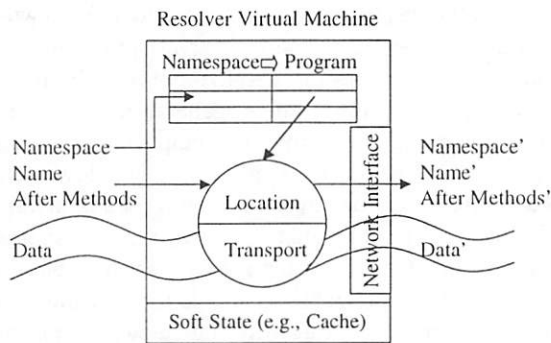 Resolver Virtual Machine
Namespace⇨ Program
Namespace
Name
After Methods
Location
Transport
Data
Network Interface
Namespace'
Name'
After Methods'
Data'
Soft State (e.g., Cache)